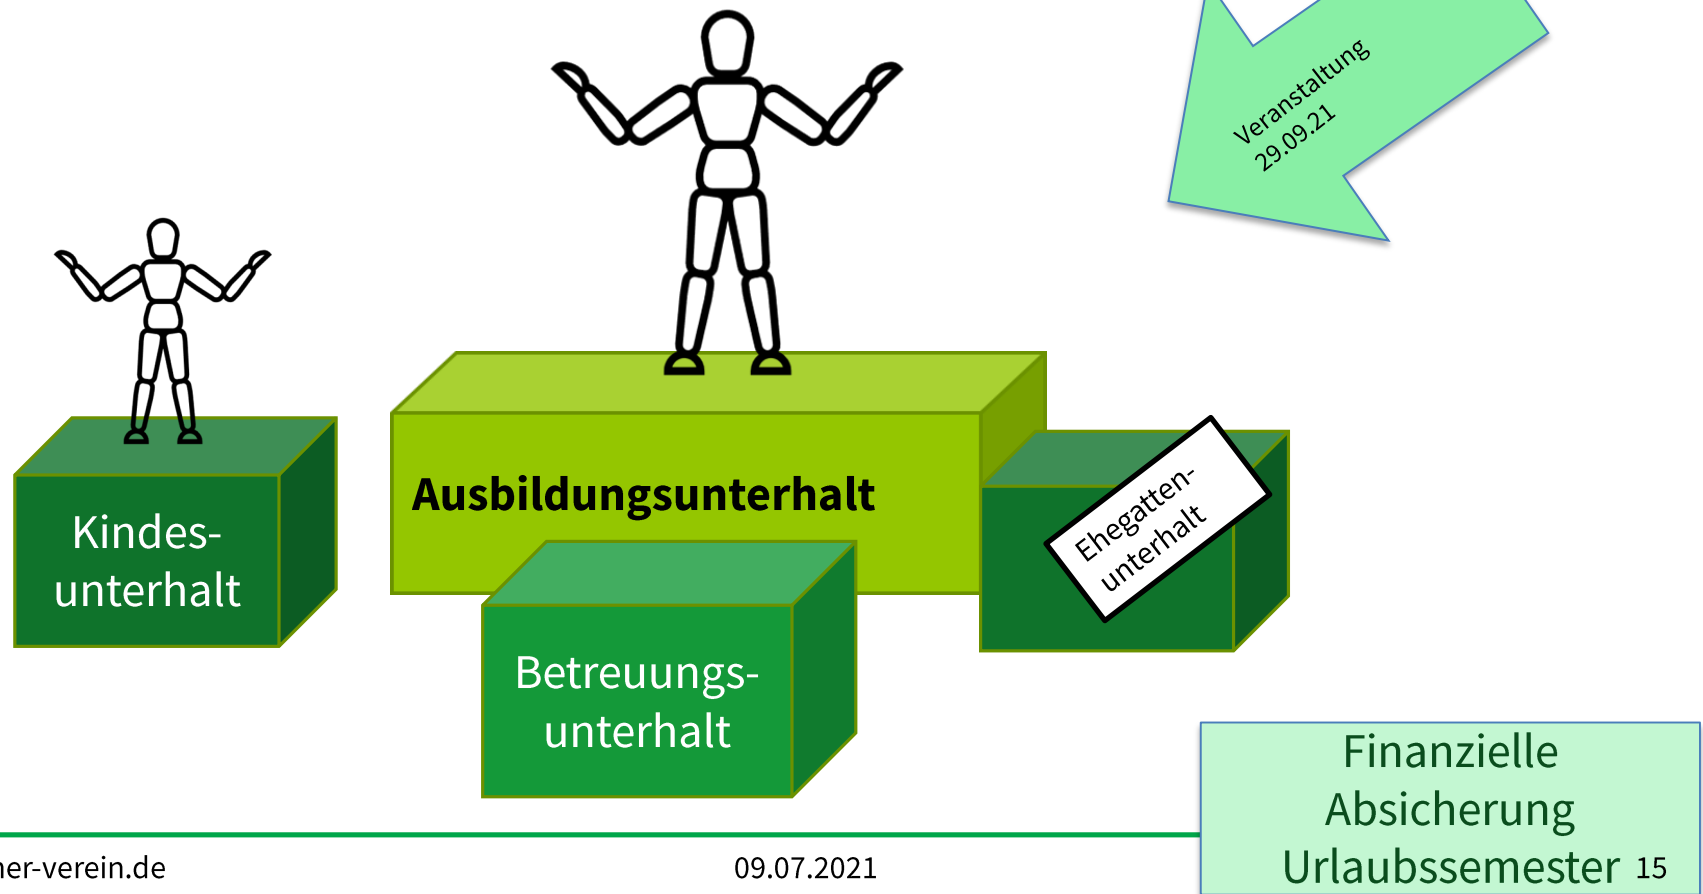 Veranstaltung
29.09.21
Kindes-
unterhalt
Ausbildungsunterhalt
Ehegatten-
unterhalt
Betreuungs-
unterhalt
Finanzielle
Absicherung
Urlaubssemester
ner-verein.de
09.07.2021
15